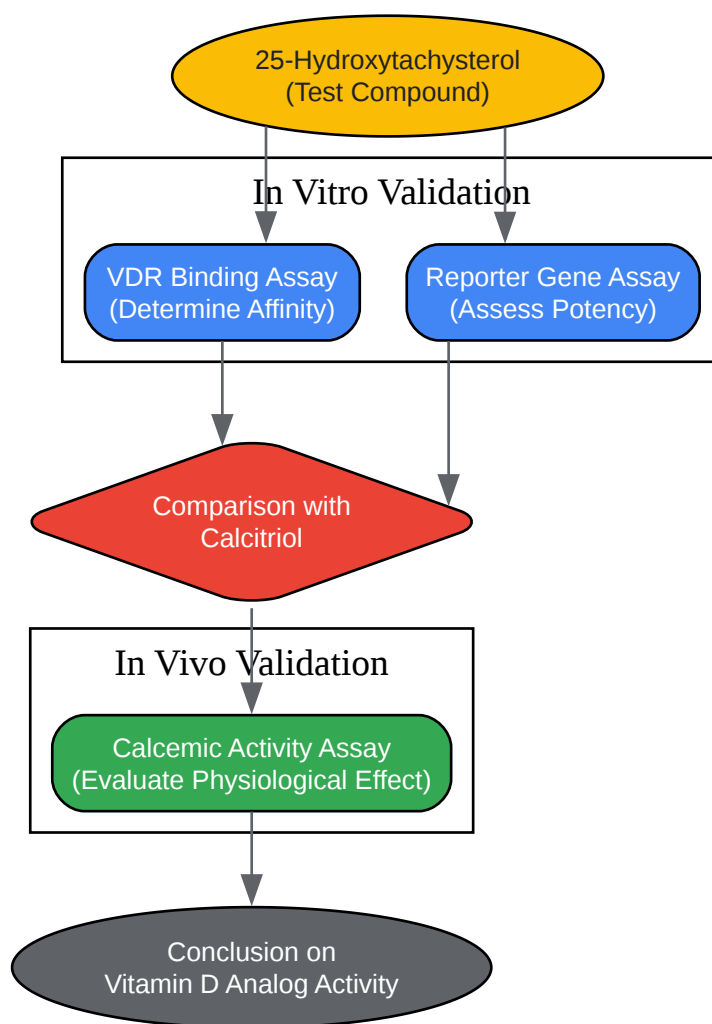 25-Hydroxytachysterol
(Test Compound)
In Vitro Validation
VDR Binding Assay
(Determine Affinity)
Reporter Gene Assay
(Assess Potency)
Comparison with
Calcitriol
In Vivo Validation
Calcemic Activity Assay
(Evaluate Physiological Effect)
Conclusion on
Vitamin D Analog Activity